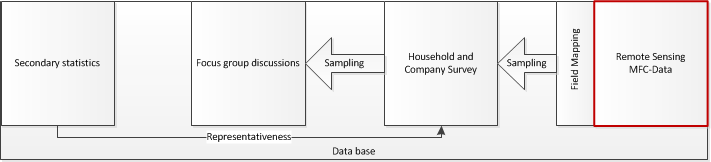 Secondary statistics
Focus group discussions
Sampling
Household and
Company Survey
Sampling
Field Mapping
Remote Sensing
MFC-Data
Representativeness
Data base